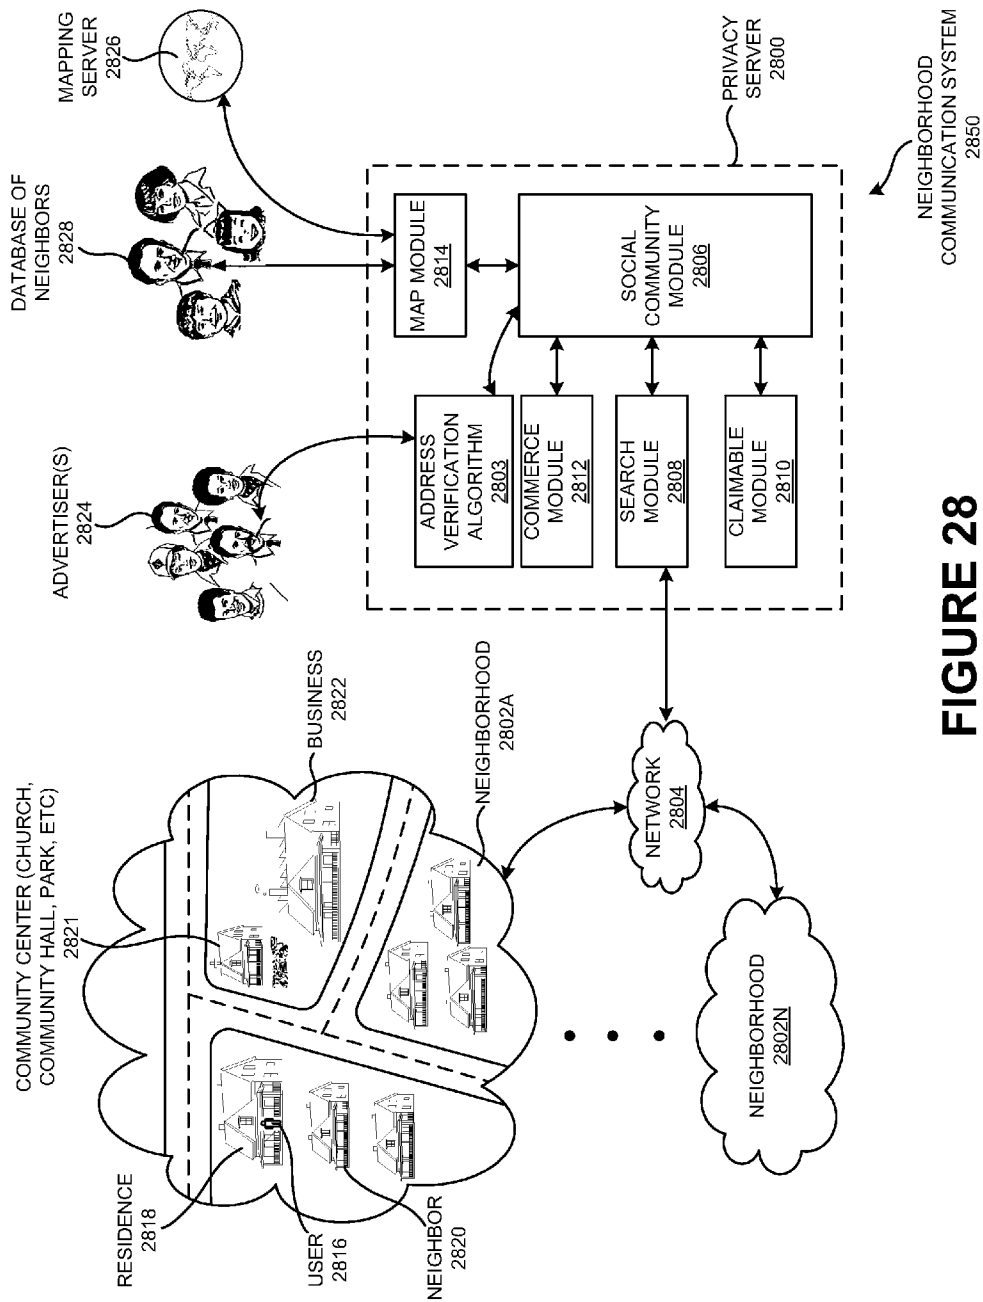 COMMUNITY CENTER (CHURCH,
COMMUNITY HALL, PARK, ETC)
2821
RESIDENCE
2818
USER
2816
NEIGHBOR
2820
BUSINESS
2822
NEIGHBORHOOD
2802A
ADVERTISER(S)
2824
DATABASE OF
NEIGHBORS
2828
MAPPING
SERVER
2826
NETWORK
2804
NEIGHBORHOOD
2802N
ADDRESS
VERIFICATION
ALGORITHM
2803
COMMERCE
MODULE
2812
SEARCH
MODULE
2808
CLAIMABLE
MODULE
2810
MAP MODULE
2814
SOCIAL
COMMUNITY
MODULE
2806
PRIVACY
SERVER
2800
NEIGHBORHOOD
COMMUNICATION SYSTEM
2850
FIGURE 28